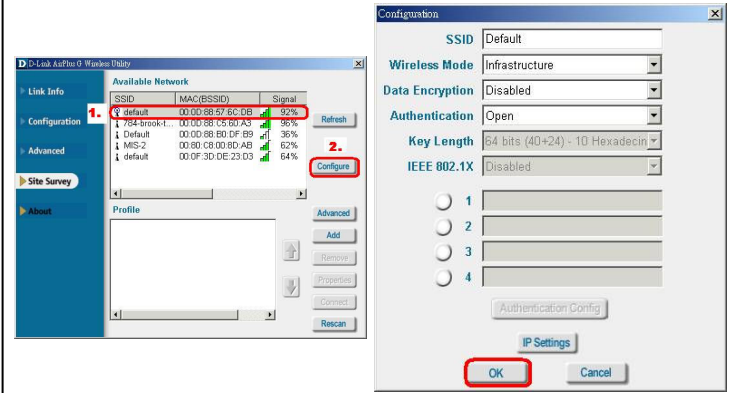 D D-Link AirPlus G Wireless Utility
Link Info
Configuration
Advanced
Site Survey
About
Available Network
SSID MAC(BSSID) Signal
default 00:0D:88:57:6C:DB 92%
784-brook-t... 00:0D:88:C5:60:A3 96%
Default 00:0D:88:B0:DF:B9 36%
MIS-2 00:80:C8:00:8D:AB 62%
default 00:0F:3D:DE:23:D3 64%
1.
Refresh
2.
Configure
Profile
Advanced
Add
Remove
Properties
Connect
Rescan
Configuration
SSID Default
Wireless Mode Infrastructure
Data Encryption Disabled
Authentication Open
Key Length 64 bits (40+24) - 10 Hexadecin
IEEE 802.1X Disabled
1
2
3
4
Authentication Config
IP Settings
OK Cancel